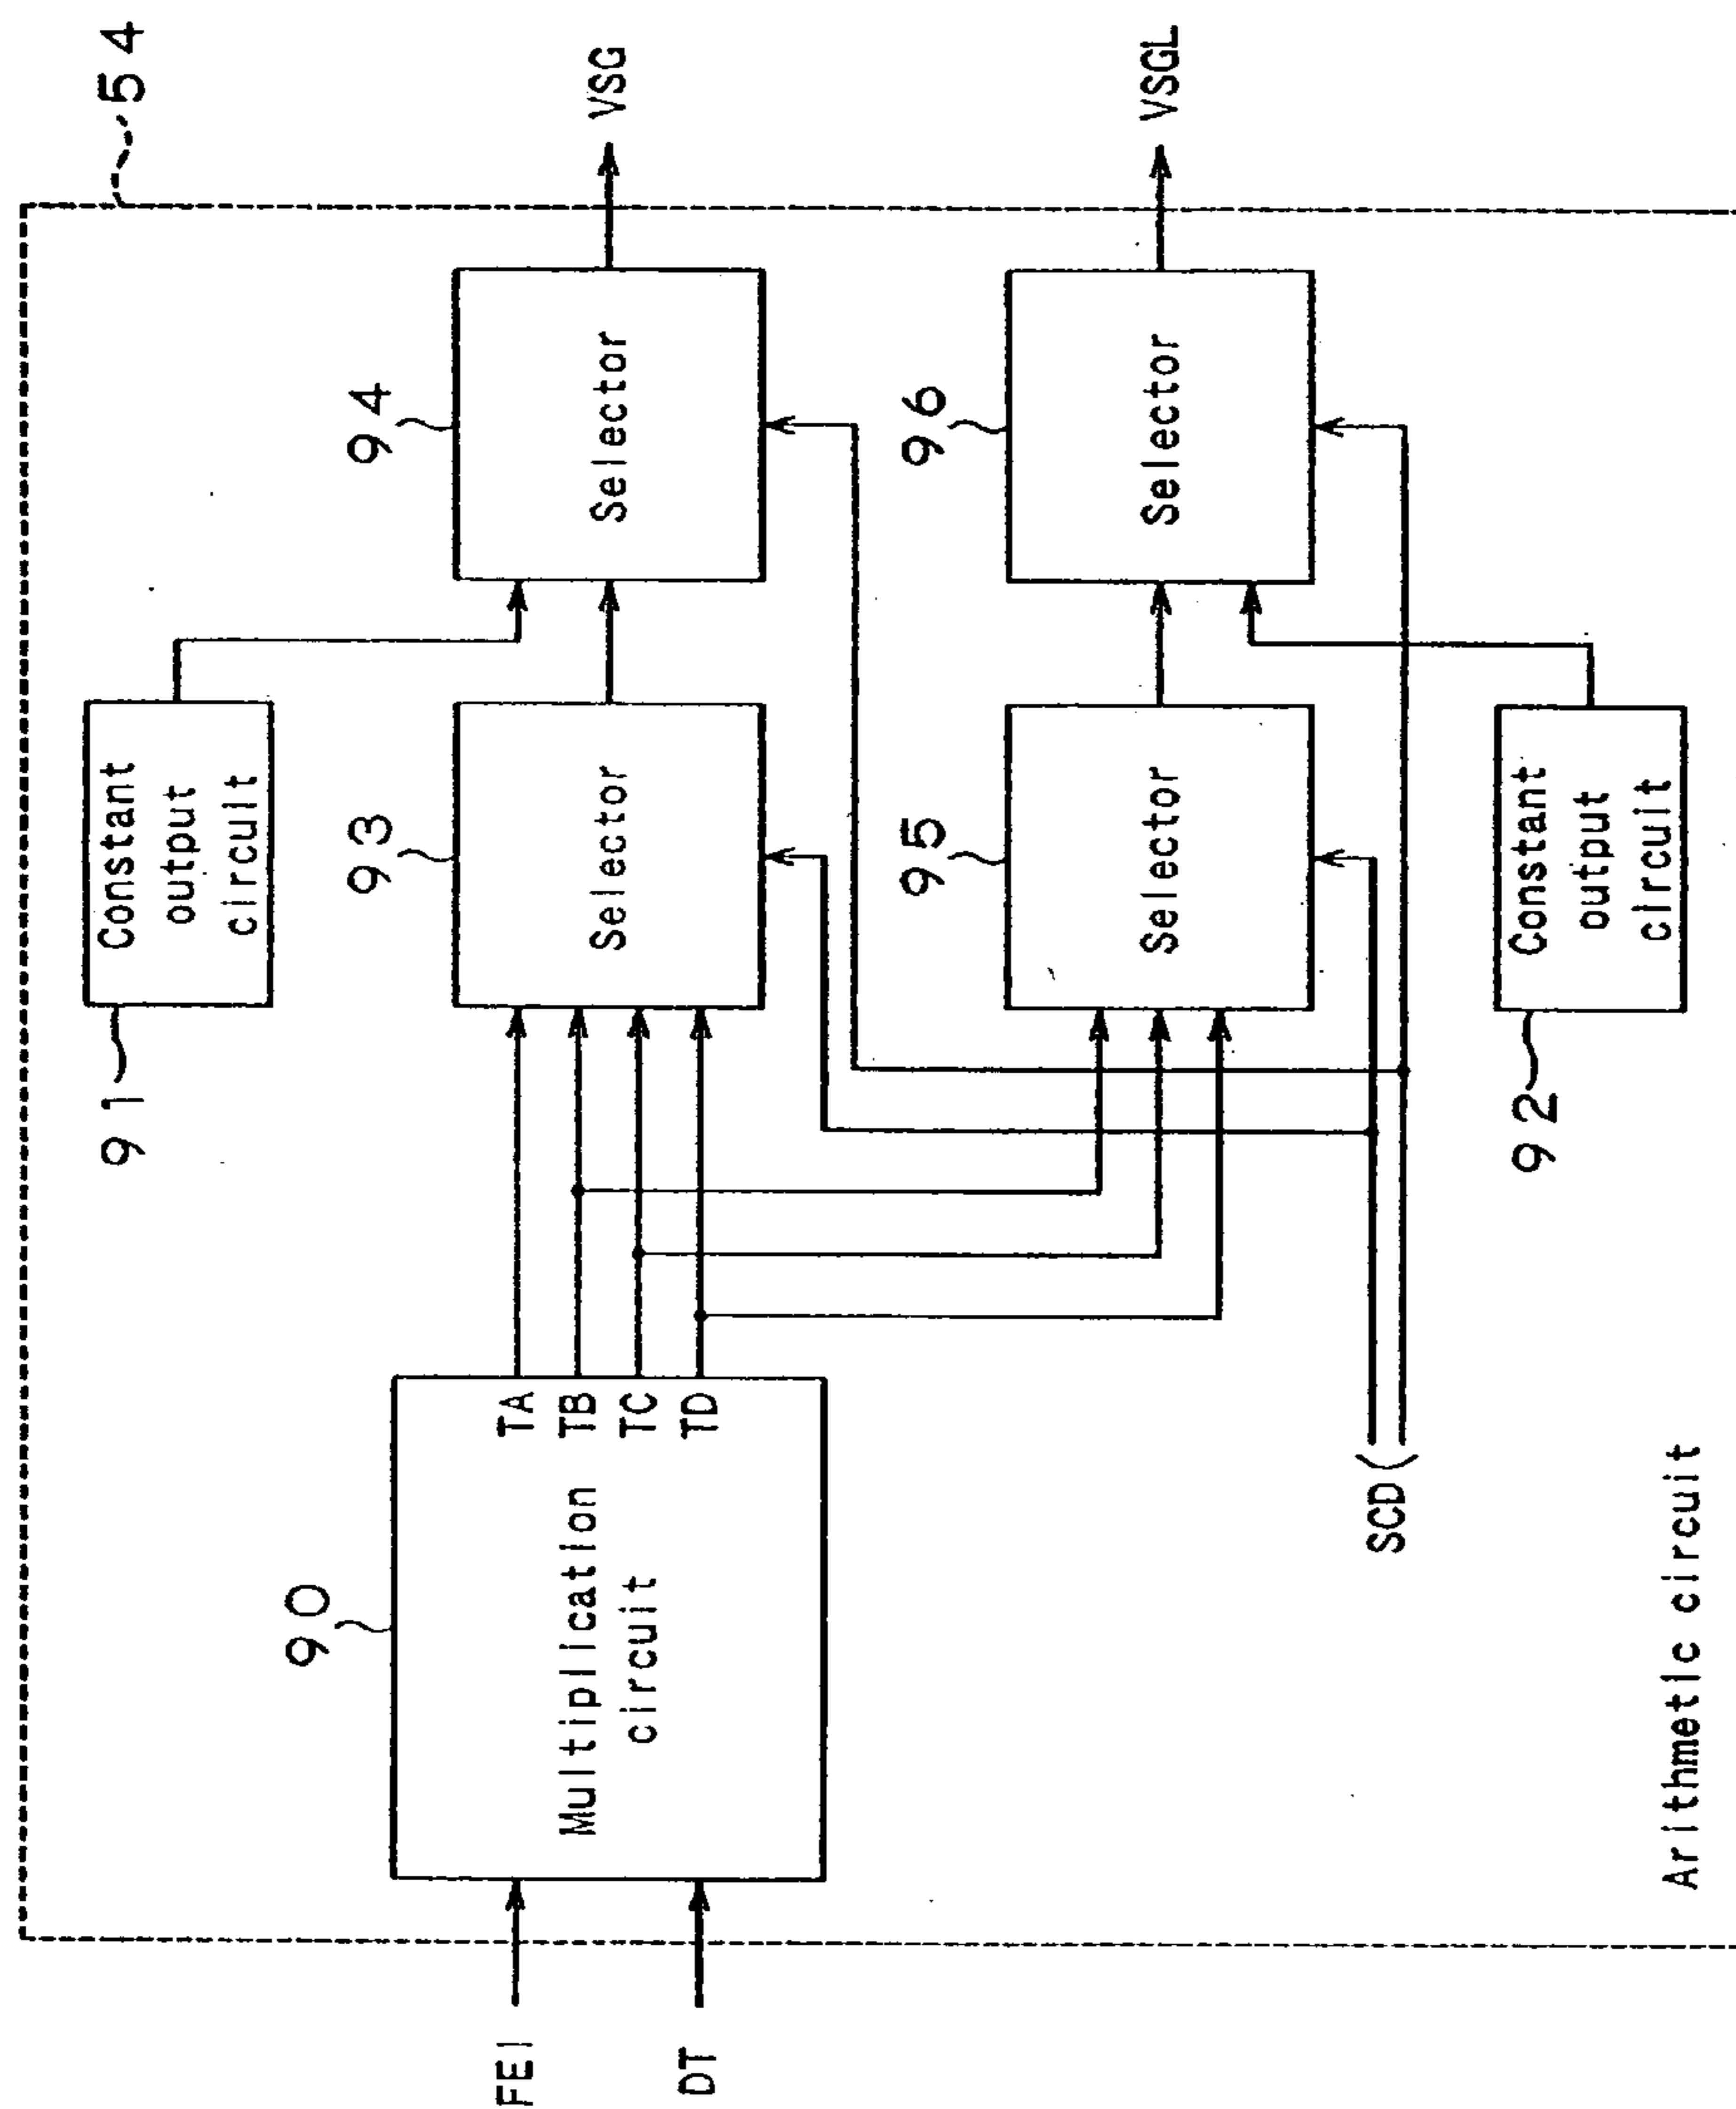 54
91
Constant
output
circuit
94
Selector
VSG
93
Selector
90
Multiplication
circuit
TA
TB
TC
TD
FEI
DT
96
Selector
VSGL
95
Selector
SCD(
92
Constant
output
circuit
Arithmetic circuit